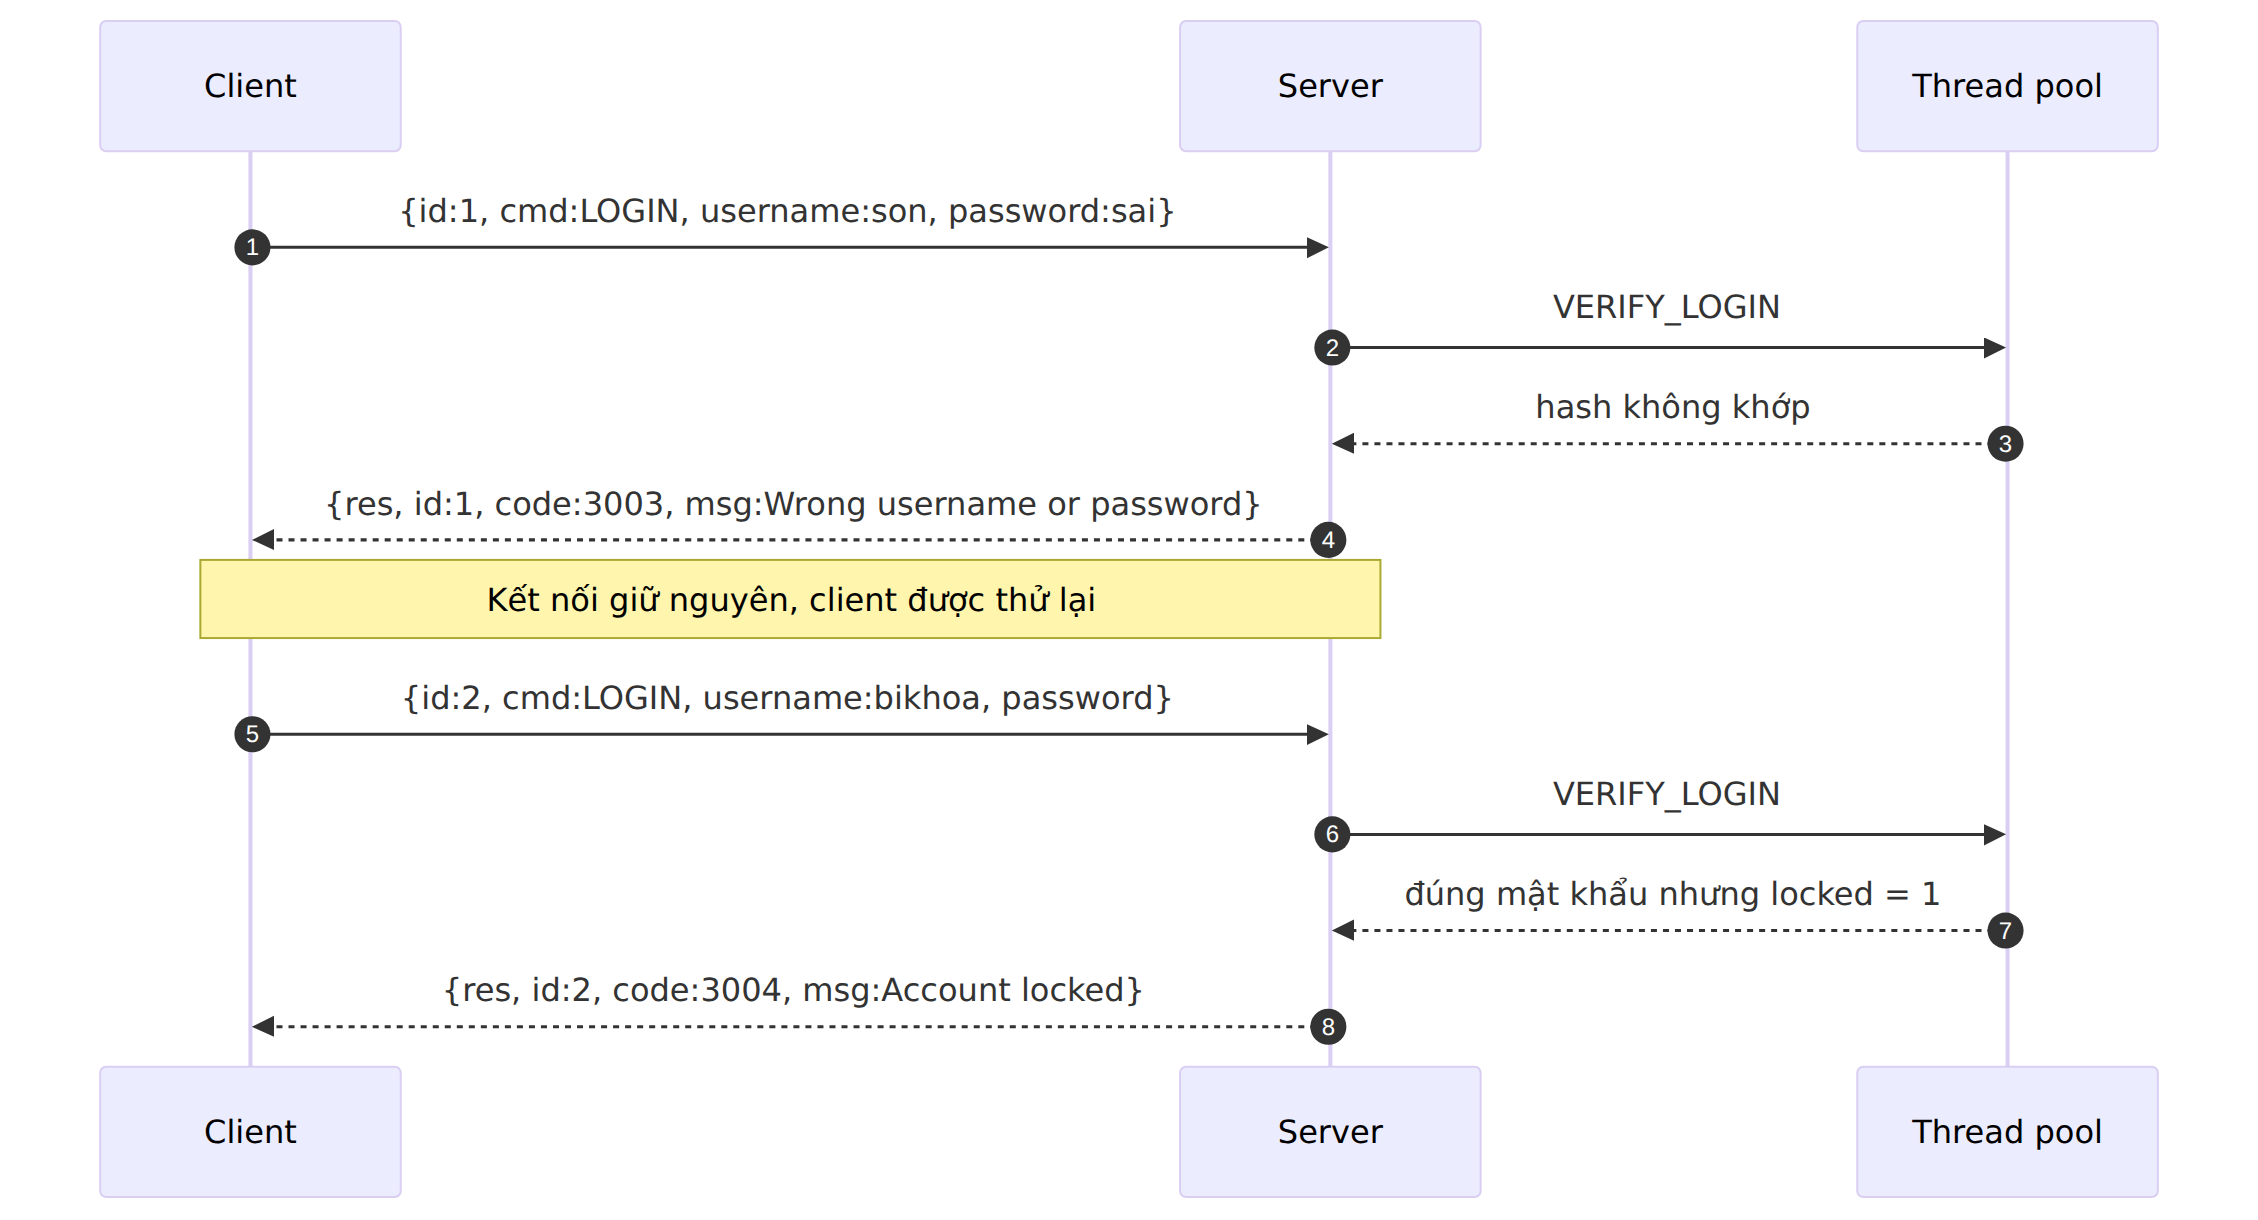 Client
Server
Thread pool
{id:1, cmd:LOGIN, username:son, password:sai}
1
VERIFY_LOGIN
2
hash không khớp
3
{res, id:1, code:3003, msg:Wrong username or password}
4
Kết nối giữ nguyên, client được thử lại
{id:2, cmd:LOGIN, username:bikhoa, password}
5
VERIFY_LOGIN
6
đúng mật khẩu nhưng locked = 1
7
{res, id:2, code:3004, msg:Account locked}
8
Client
Server
Thread pool